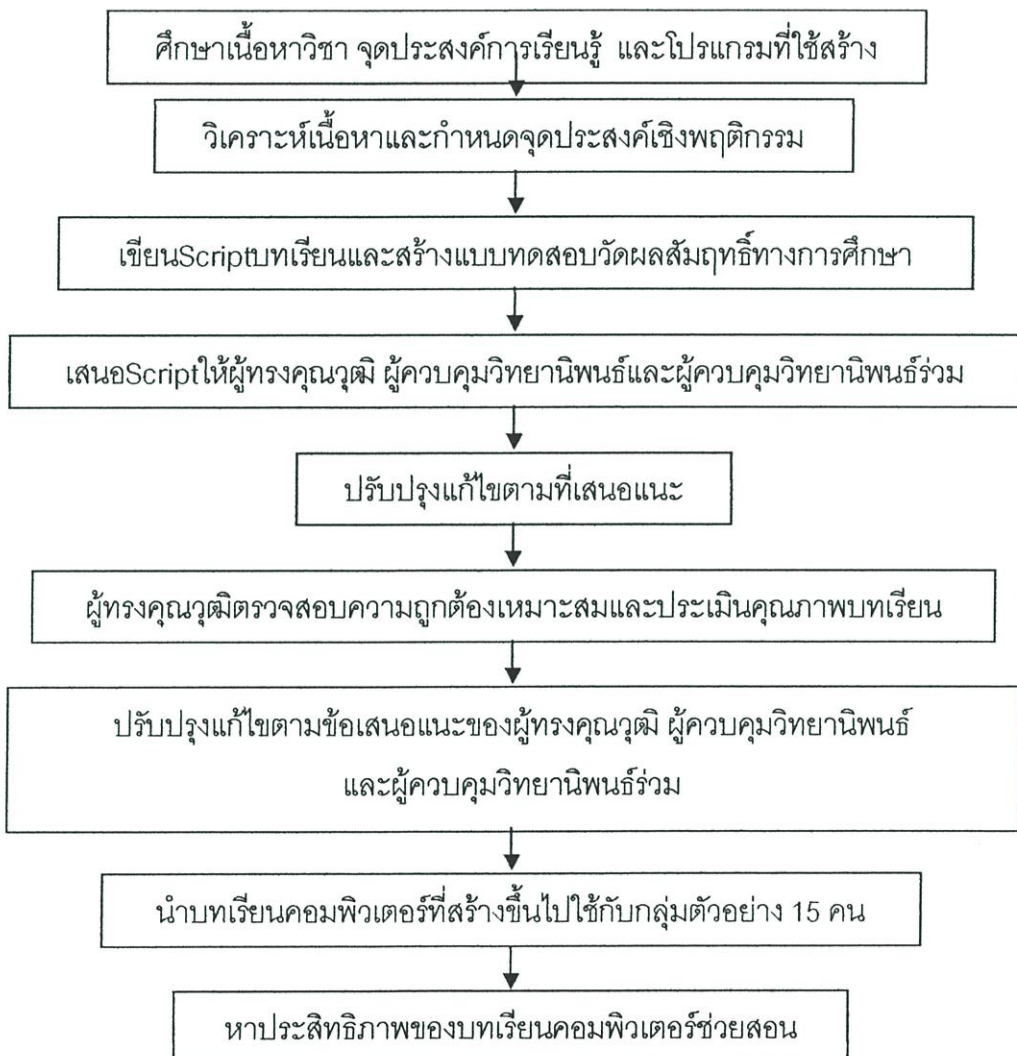 ศึกษาเนื้อหาวิชา จุดประสงค์การเรียนรู้ และโปรแกรมที่ใช้สร้าง
วิเคราะห์เนื้อหาและกำหนดจุดประสงค์เชิงพฤติกรรม
เขียนScriptบทเรียนและสร้างแบบทดสอบวัดผลสัมฤทธิ์ทางการศึกษา
เสนอScriptให้ผู้ทรงคุณวุฒิ ผู้ควบคุมวิทยานิพนธ์และผู้ควบคุมวิทยานิพนธ์ร่วม
ปรับปรุงแก้ไขตามที่เสนอแนะ
ผู้ทรงคุณวุฒิตรวจสอบความถูกต้องเหมาะสมและประเมินคุณภาพบทเรียน
ปรับปรุงแก้ไขตามข้อเสนอแนะของผู้ทรงคุณวุฒิ ผู้ควบคุมวิทยานิพนธ์
และผู้ควบคุมวิทยานิพนธ์ร่วม
นำบทเรียนคอมพิวเตอร์ที่สร้างขึ้นไปใช้กับกลุ่มตัวอย่าง 15 คน
หาประสิทธิภาพของบทเรียนคอมพิวเตอร์ช่วยสอน